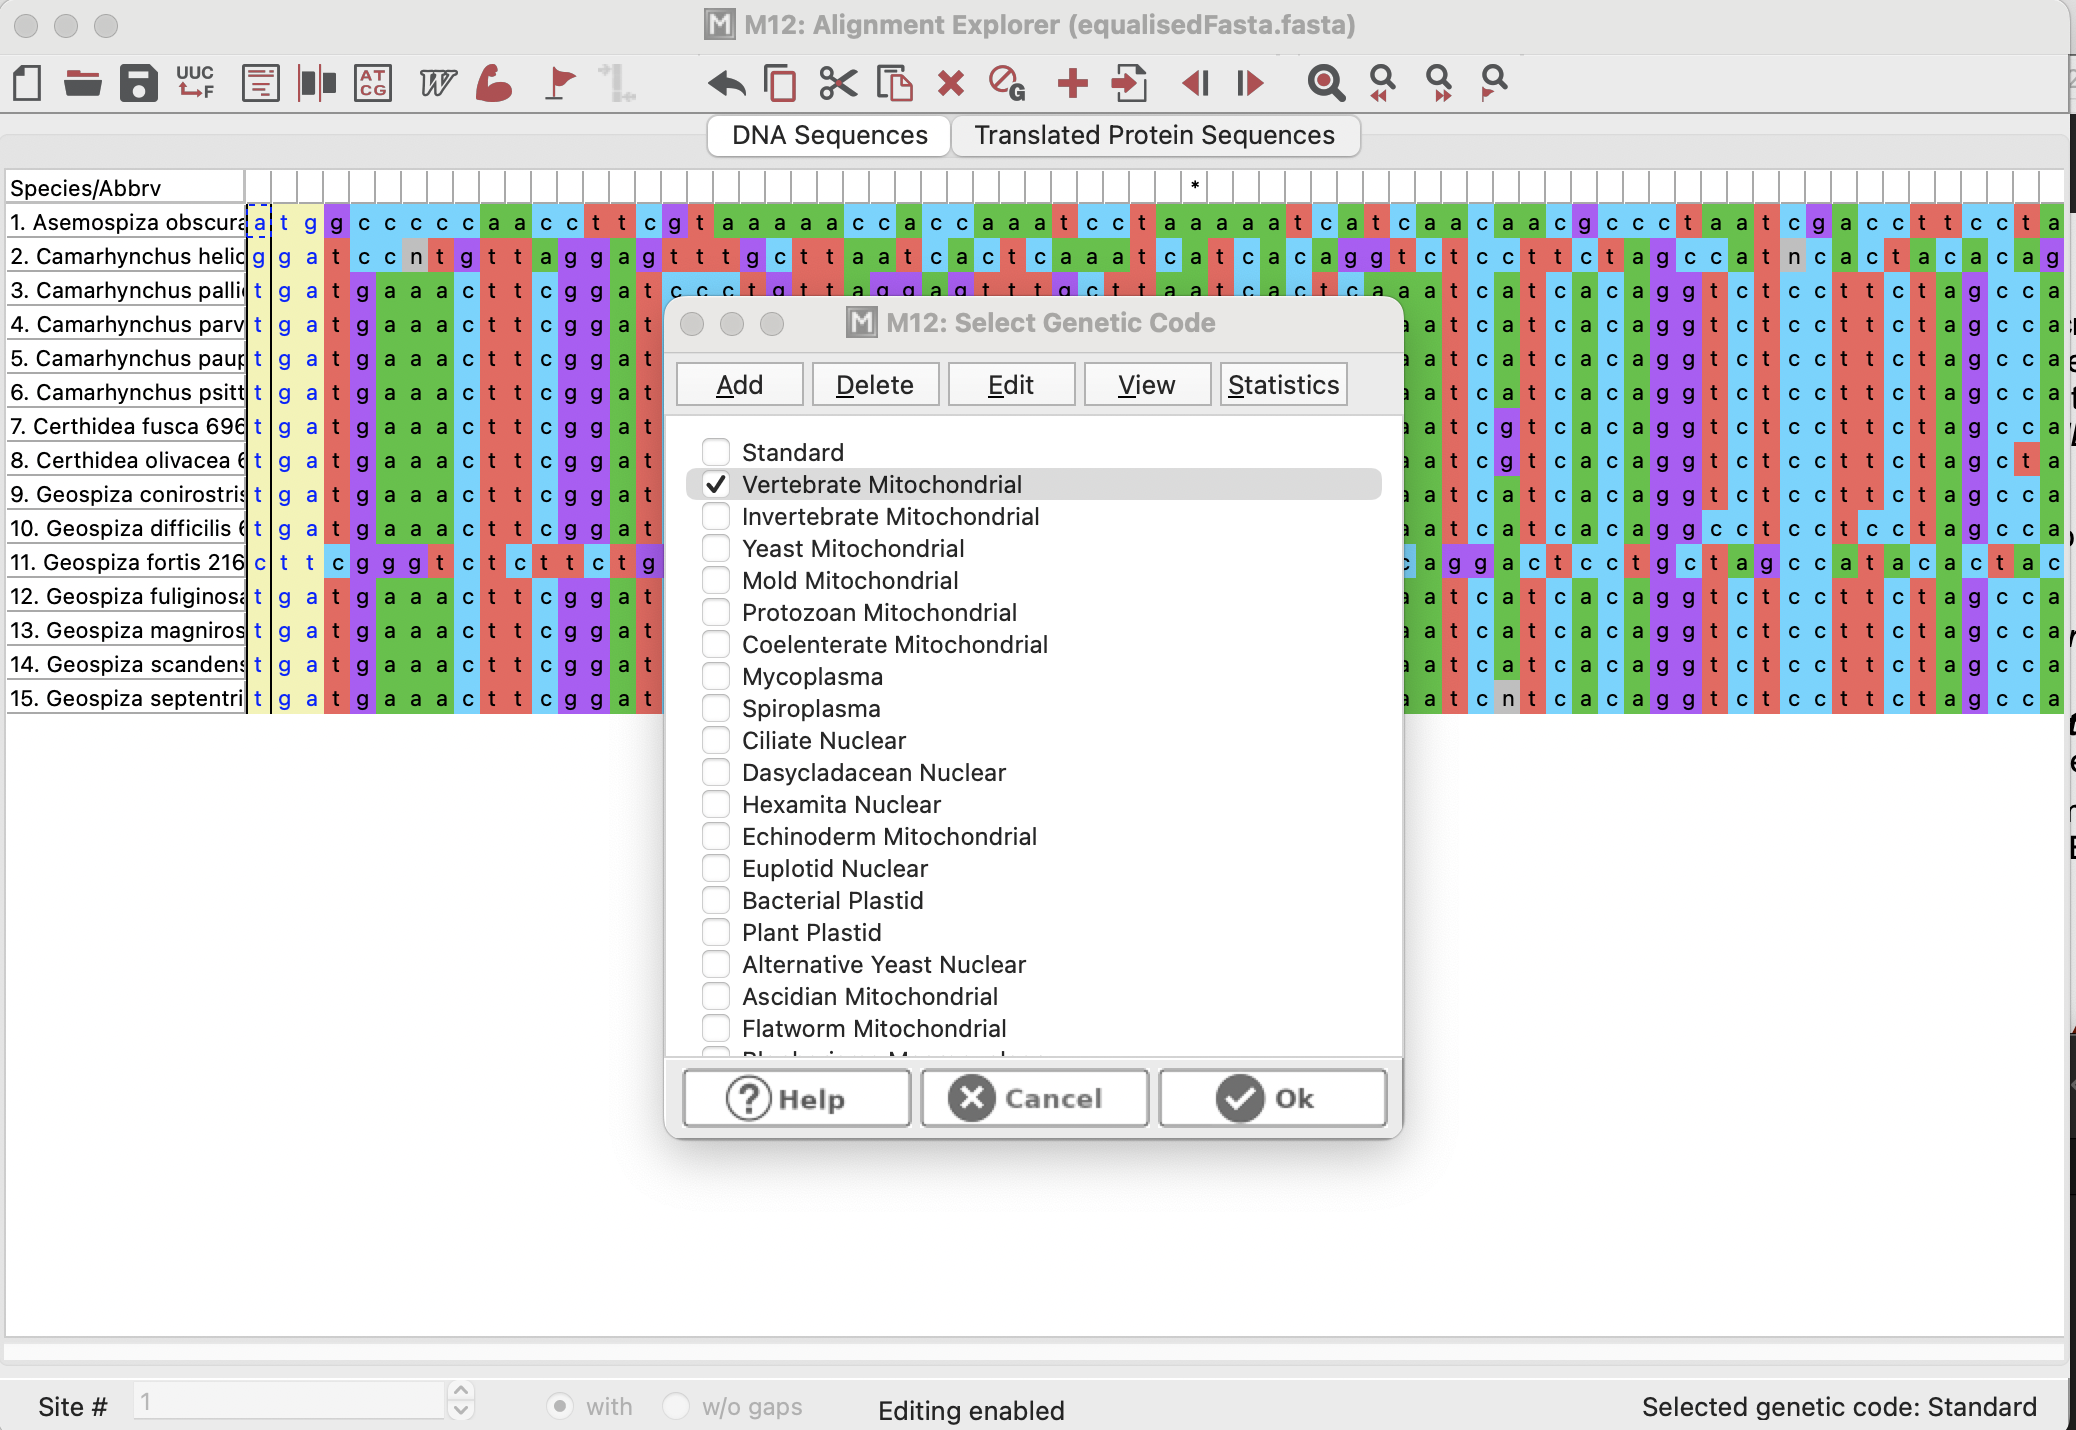 M12: Alignment Explorer (equalisedFasta.fasta)
UUC
F
AT
CG
W
G
DNA Sequences Translated Protein Sequences
Species/Abbrv *
1. Asemospiza obscura a t g g c c c c c a a c c t t c g t a a a a a c c a c c a a a t c c t a a a a a t c a t c a a c a a c g c c c t a a t c g a c c t t c c t a
2. Camarhynchus helio g g a t c c n t g t t a g g a g t t t g c t t a a t c a c t c a a a t c a t c a c a g g t c t c c t t c t a g c c a t n c a c t a c a c a g
3. Camarhynchus palli t g a t g a a a c t t c g g a t c c c t g t t a g g a g t t t g c t t a a t c a c t c a a a t c a t c a c a g g t c t c c t t c t a g c c a
4. Camarhynchus parv t g a t g a a a c t t c g g a t a a t c a t c a c a g g t c t c c t t c t a g c c a
5. Camarhynchus paup t g a t g a a a c t t c g g a t a a t c a t c a c a g g t c t c c t t c t a g c c a
6. Camarhynchus psitt t g a t g a a a c t t c g g a t a a t c a t c a c a g g t c t c c t t c t a g c c a
7. Certhidea fusca 696 t g a t g a a a c t t c g g a t a a t c g t c a c a g g t c t c c t t c t a g c c a
8. Certhidea olivacea 6 t g a t g a a a c t t c g g a t a a t c g t c a c a g g t c t c c t t c t a g c t a
9. Geospiza conirostris t g a t g a a a c t t c g g a t a a t c a t c a c a g g t c t c c t t c t a g c c a
10. Geospiza difficilis 6 t g a t g a a a c t t c g g a t a a t c a t c a c a g g c c t c c t c c t a g c c a
11. Geospiza fortis 216 c t t c g g g t c t c t t c t g c a g g a c t c c t g c t a g c c a t a c a c t a c
12. Geospiza fuliginosa t g a t g a a a c t t c g g a t a a t c a t c a c a g g t c t c c t t c t a g c c a
13. Geospiza magniros t g a t g a a a c t t c g g a t a a t c a t c a c a g g t c t c c t t c t a g c c a
14. Geospiza scandens t g a t g a a a c t t c g g a t a a t c a t c a c a g g t c t c c t t c t a g c c a
15. Geospiza septentri t g a t g a a a c t t c g g a t a a t c n t c a c a g g t c t c c t t c t a g c c a
M12: Select Genetic Code
Add Delete Edit View Statistics
Standard
Vertebrate Mitochondrial
Invertebrate Mitochondrial
Yeast Mitochondrial
Mold Mitochondrial
Protozoan Mitochondrial
Coelenterate Mitochondrial
Mycoplasma
Spiroplasma
Ciliate Nuclear
Dasycladacean Nuclear
Hexamita Nuclear
Echinoderm Mitochondrial
Euplotid Nuclear
Bacterial Plastid
Plant Plastid
Alternative Yeast Nuclear
Ascidian Mitochondrial
Flatworm Mitochondrial
Help Cancel Ok
Site # 1 with w/o gaps Editing enabled Selected genetic code: Standard